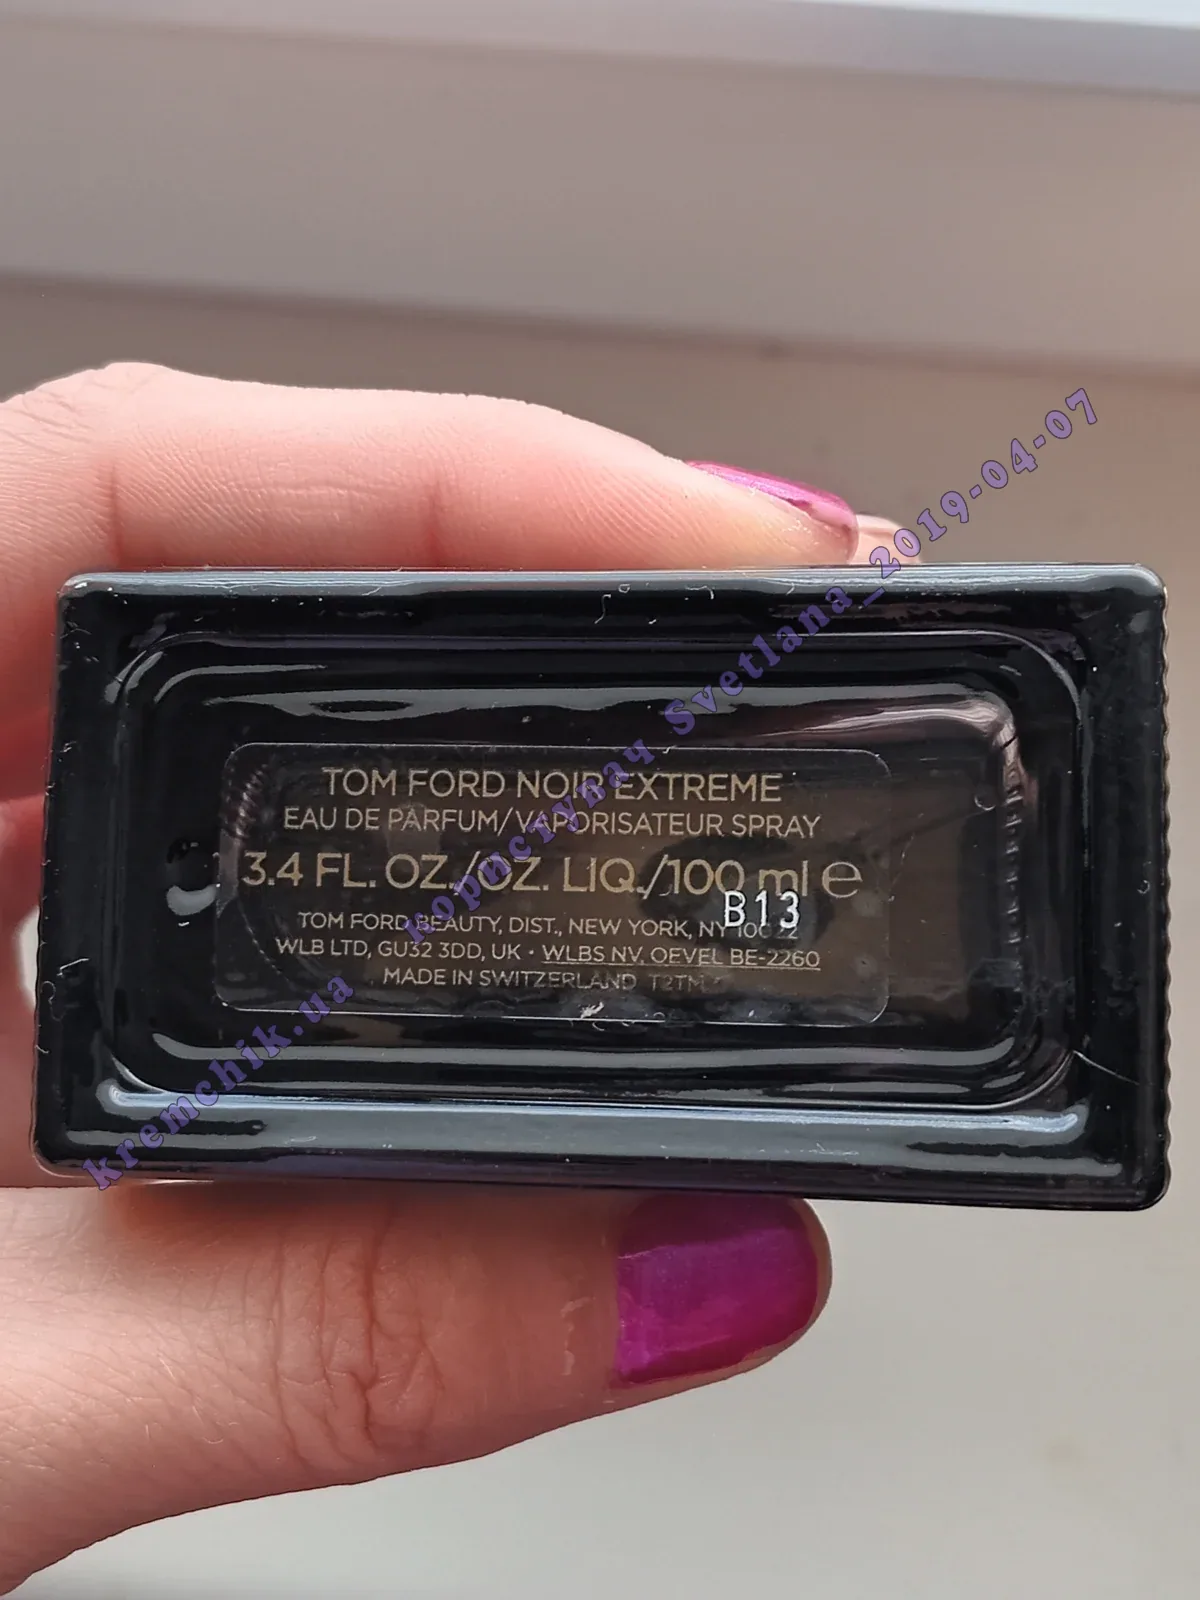 TOM FORD NOIR EXTREME
EAU DE PARFUM/VAPORISATEUR SPRAY
3.4 FL. OZ./OZ. LIQ./100 ml ℮
B13
TOM FORD BEAUTY, DIST., NEW YORK, NY 10022
WLB LTD, GU32 3DD, UK · WLBS NV, OEVEL BE-2260
MADE IN SWITZERLAND T2TM
kremchik.ua користувач_Svetlana_2019-04-07